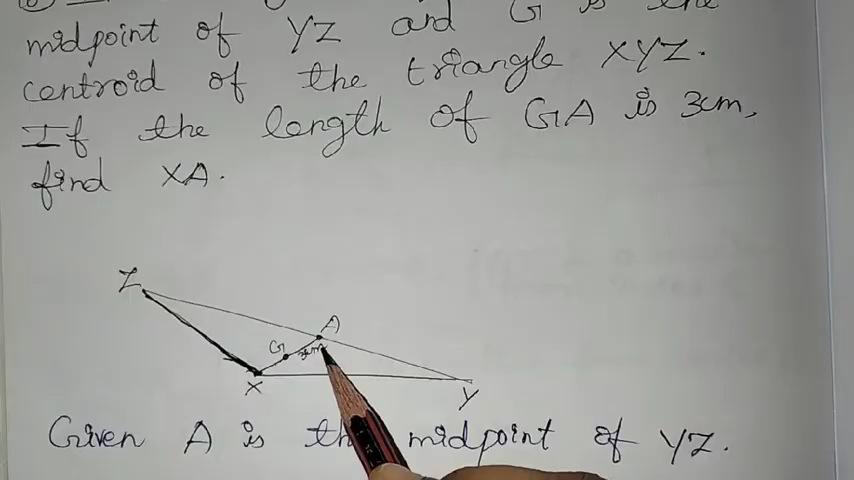 G is the
midpoint of YZ and
centroid of the triangle XYZ.
If the length of GA is 3cm,
find XA.
Z
A
G
3cm
X
Y
Given A is the midpoint of YZ.